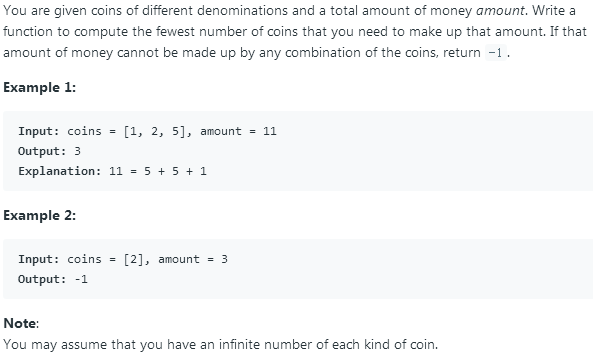 You are given coins of different denominations and a total amount of money amount. Write a
function to compute the fewest number of coins that you need to make up that amount. If that
amount of money cannot be made up by any combination of the coins, return -1 .
Example 1:
Input: coins = [1, 2, 5], amount = 11
Output: 3
Explanation: 11 = 5 + 5 + 1
Example 2:
Input: coins = [2], amount = 3
Output: -1
Note:
You may assume that you have an infinite number of each kind of coin.